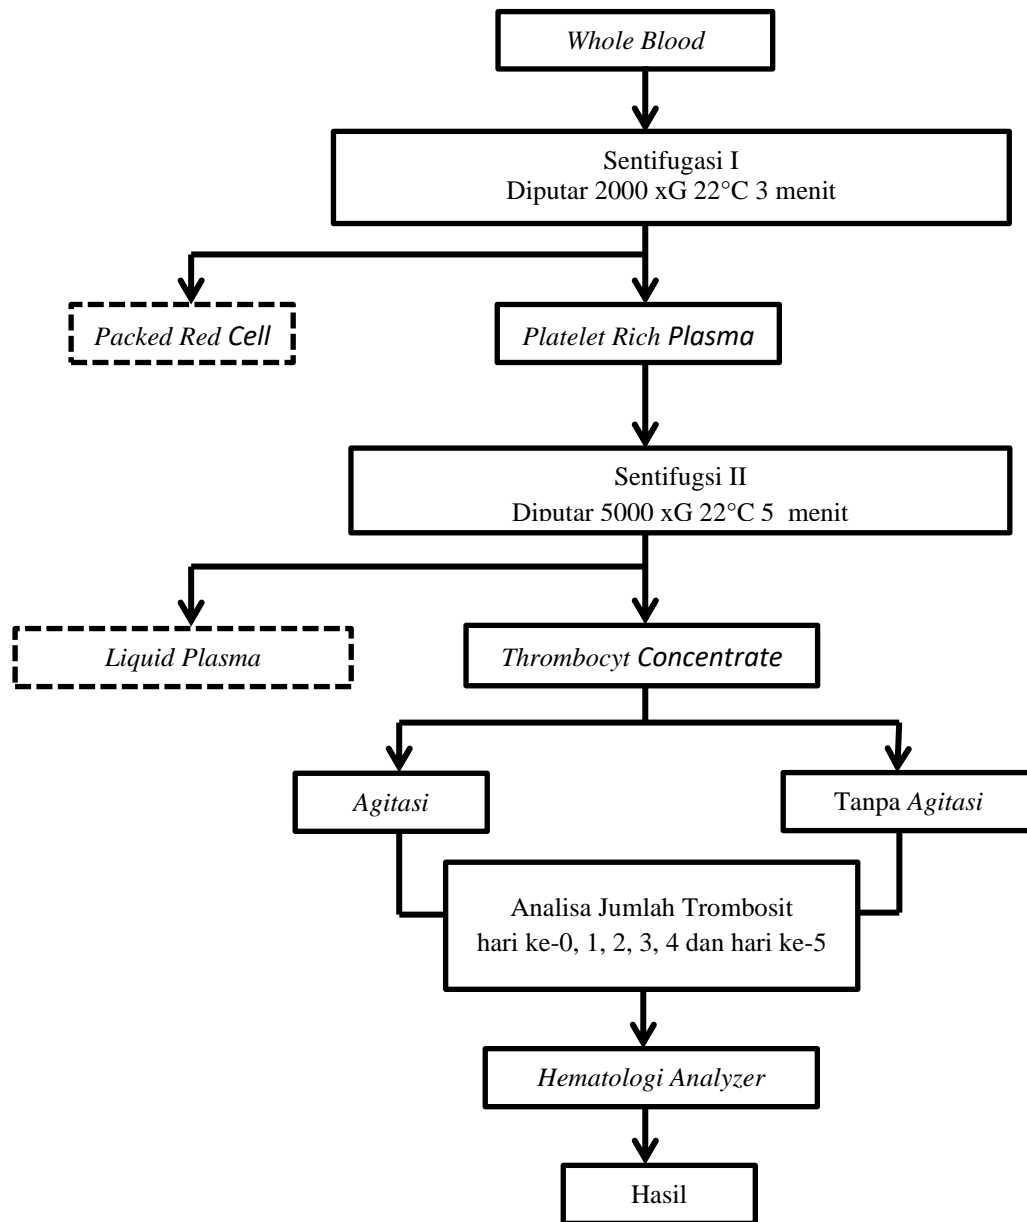 Whole Blood
Sentifugasi I
Diputar 2000 xG 22°C 3 menit
Packed Red Cell
Platelet Rich Plasma
Sentifugsi II
Diputar 5000 xG 22°C 5 menit
Liquid Plasma
Thrombocyt Concentrate
Agitasi
Tanpa Agitasi
Analisa Jumlah Trombosit
hari ke-0, 1, 2, 3, 4 dan hari ke-5
Hematologi Analyzer
Hasil